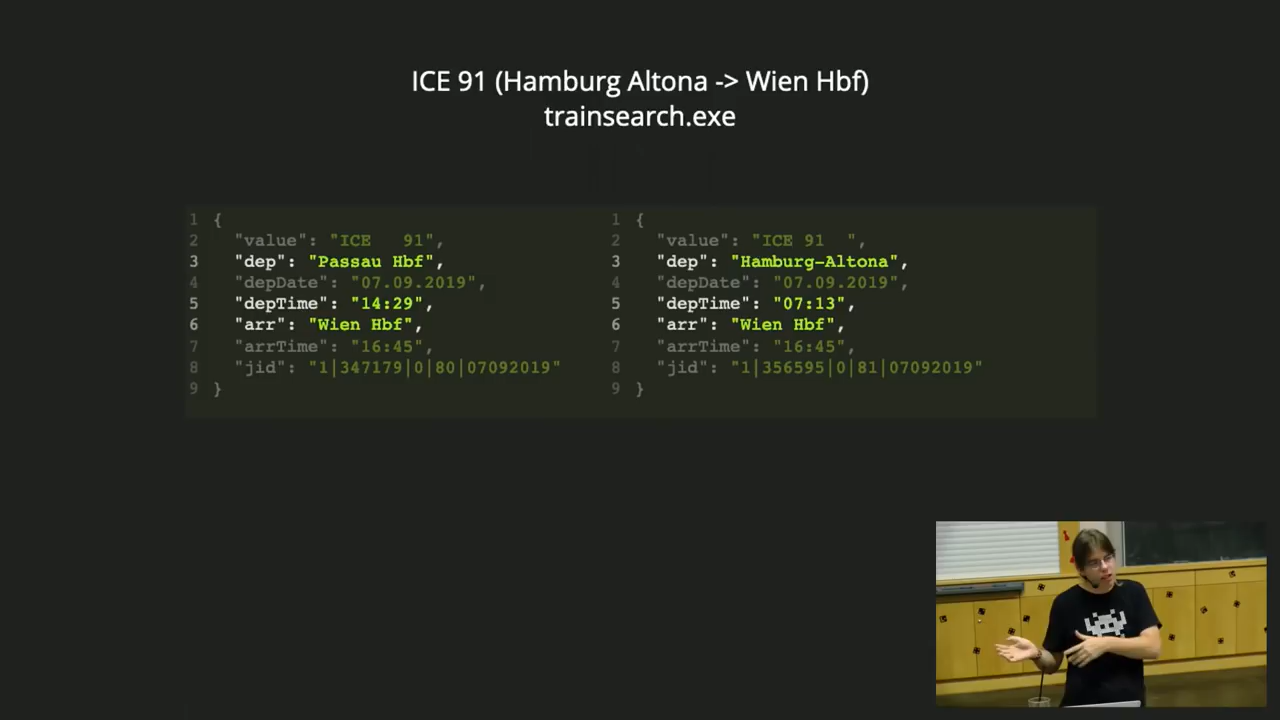 ICE 91 (Hamburg Altona -> Wien Hbf)
trainsearch.exe
1 {
2 "value": "ICE   91",
3 "dep": "Passau Hbf",
4 "depDate": "07.09.2019",
5 "depTime": "14:29",
6 "arr": "Wien Hbf",
7 "arrTime": "16:45",
8 "jid": "1|347179|0|80|07092019"
9 }
1 {
2 "value": "ICE 91  ",
3 "dep": "Hamburg-Altona",
4 "depDate": "07.09.2019",
5 "depTime": "07:13",
6 "arr": "Wien Hbf",
7 "arrTime": "16:45",
8 "jid": "1|356595|0|81|07092019"
9 }